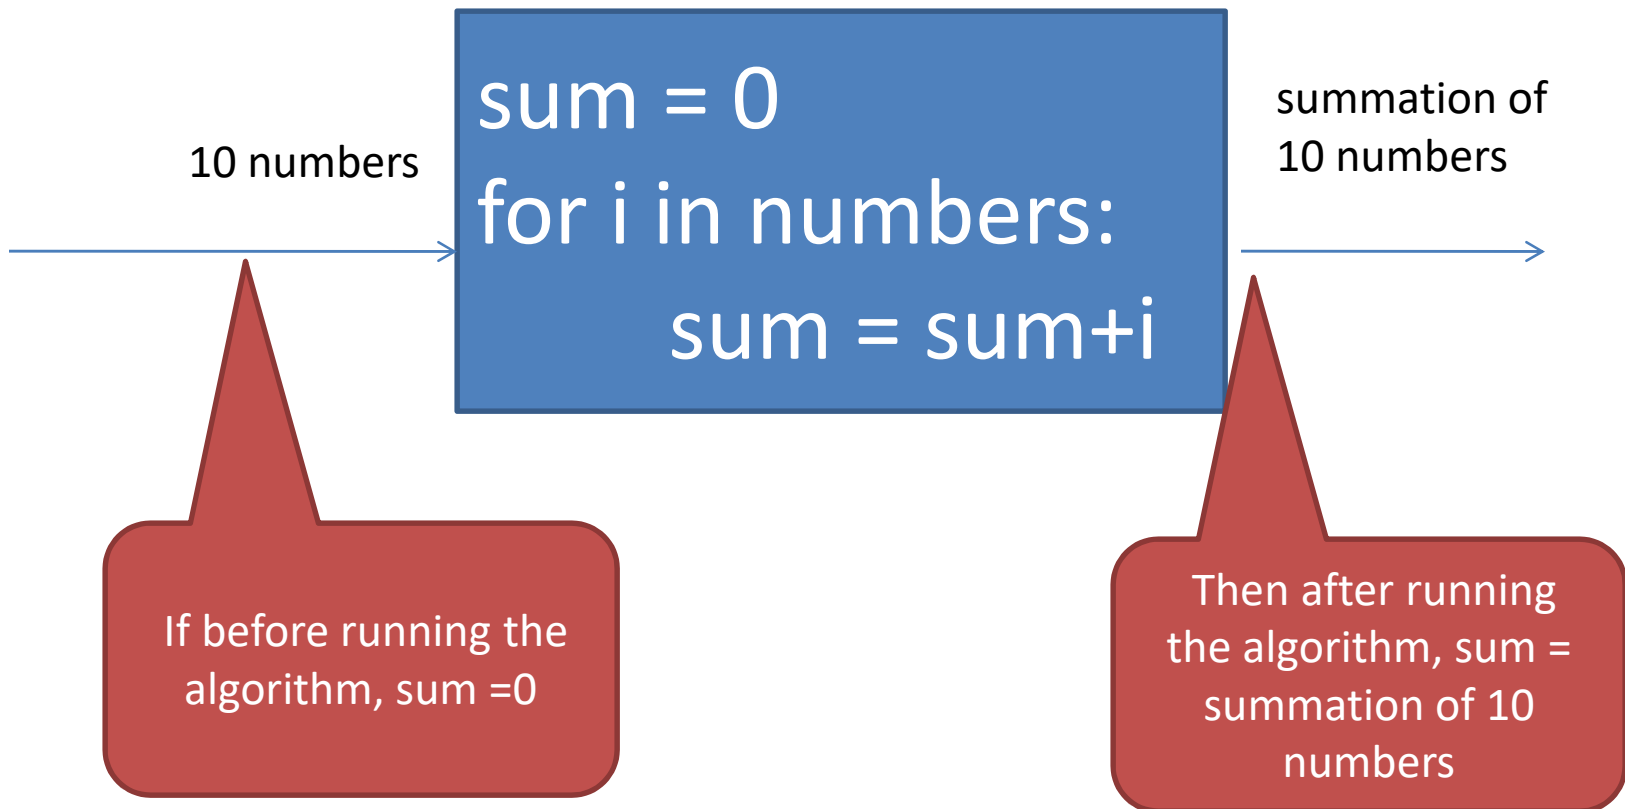 10 numbers
sum = 0
for i in numbers:
sum = sum+i
summation of
10 numbers
If before running the
algorithm, sum =0
Then after running
the algorithm, sum =
summation of 10
numbers